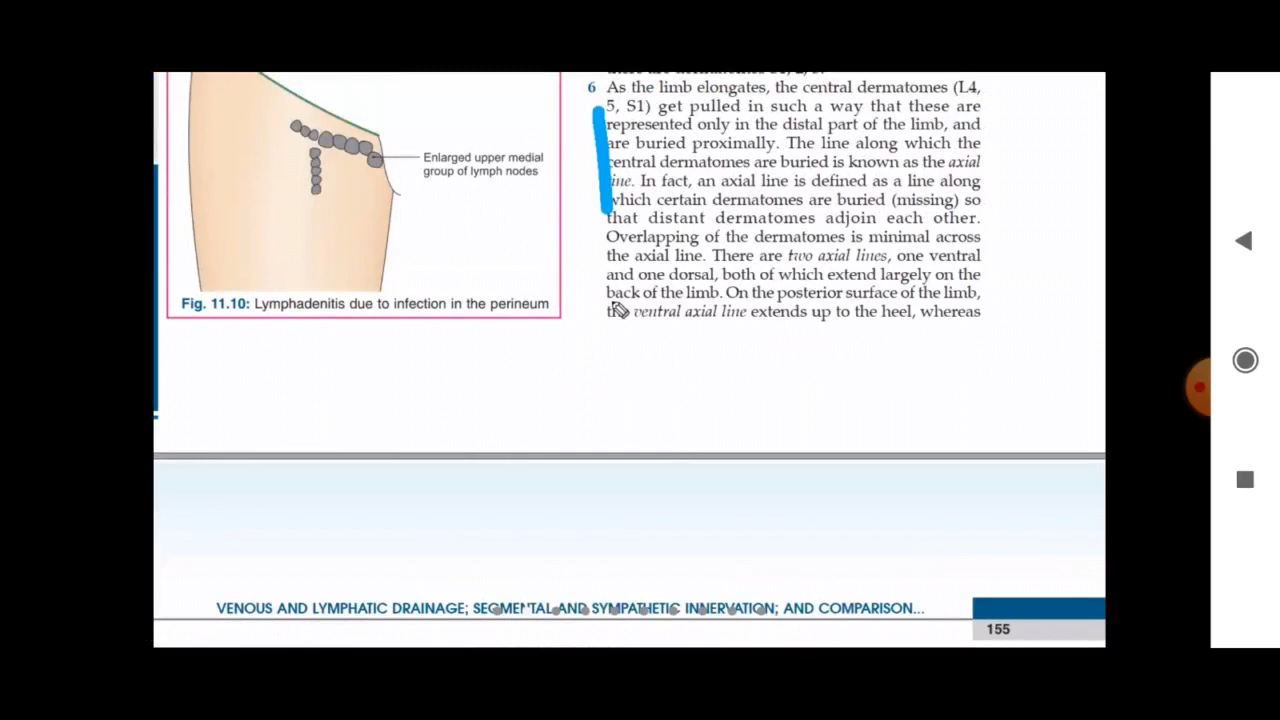 6 As the limb elongates, the central dermatomes (L4,
5, S1) get pulled in such a way that these are
represented only in the distal part of the limb, and
are buried proximally. The line along which the
central dermatomes are buried is known as the axial
line. In fact, an axial line is defined as a line along
which certain dermatomes are buried (missing) so
that distant dermatomes adjoin each other.
Overlapping of the dermatomes is minimal across
the axial line. There are two axial lines, one ventral
and one dorsal, both of which extend largely on the
back of the limb. On the posterior surface of the limb,
the ventral axial line extends up to the heel, whereas
Enlarged upper medial
group of lymph nodes
Fig. 11.10: Lymphadenitis due to infection in the perineum
VENOUS AND LYMPHATIC DRAINAGE; SEGMENTAL AND SYMPATHETIC INNERVATION; AND COMPARISON...
155